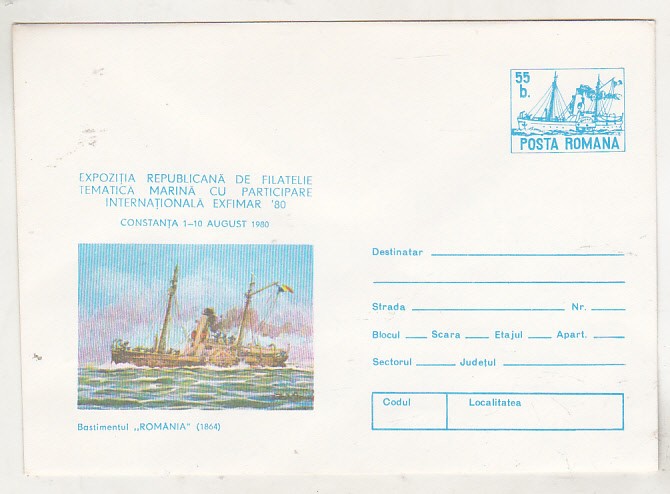 55
b.
POSTA ROMANA
EXPOZIȚIA REPUBLICANĂ DE FILATELIE
TEMATICA MARINĂ CU PARTICIPARE
INTERNAȚIONALĂ EXFIMAR '80
CONSTANȚA 1-10 AUGUST 1980
Bastimentul „ROMÂNIA" (1864)
Destinatar
Strada Nr.
Blocul Scara Etajul Apart.
Sectorul Județul
Codul Localitatea